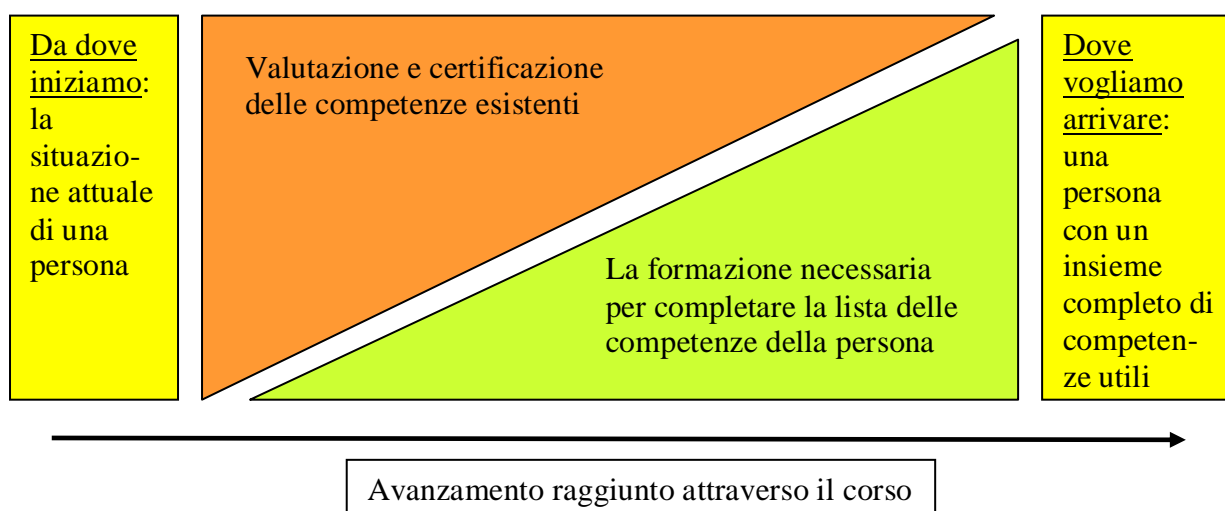 Da dove
iniziamo:
la
situazio-
ne attuale
di una
persona
Valutazione e certificazione
delle competenze esistenti
La formazione necessaria
per completare la lista delle
competenze della persona
Dove
vogliamo
arrivare:
una
persona
con un
insieme
completo di
competen-
ze utili
Avanzamento raggiunto attraverso il corso